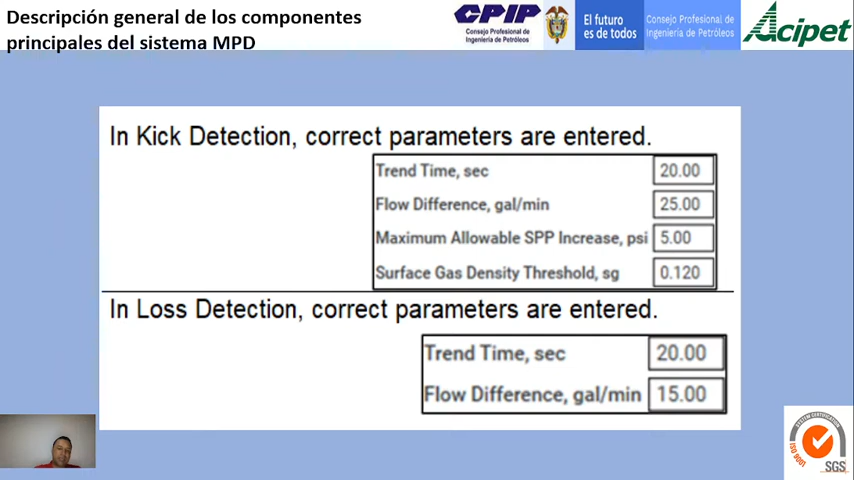 Descripción general de los componentes
principales del sistema MPD
CPIP
Consejo Profesional de
Ingeniería de Petróleos
El futuro
es de todos
Consejo Profesional de
Ingeniería de Petróleos
Acipet
In Kick Detection, correct parameters are entered.
Trend Time, sec 20.00
Flow Difference, gal/min 25.00
Maximum Allowable SPP Increase, psi 5.00
Surface Gas Density Threshold, sg 0.120
In Loss Detection, correct parameters are entered.
Trend Time, sec 20.00
Flow Difference, gal/min 15.00
SYSTEM CERTIFICATION
ISO 9001
SGS